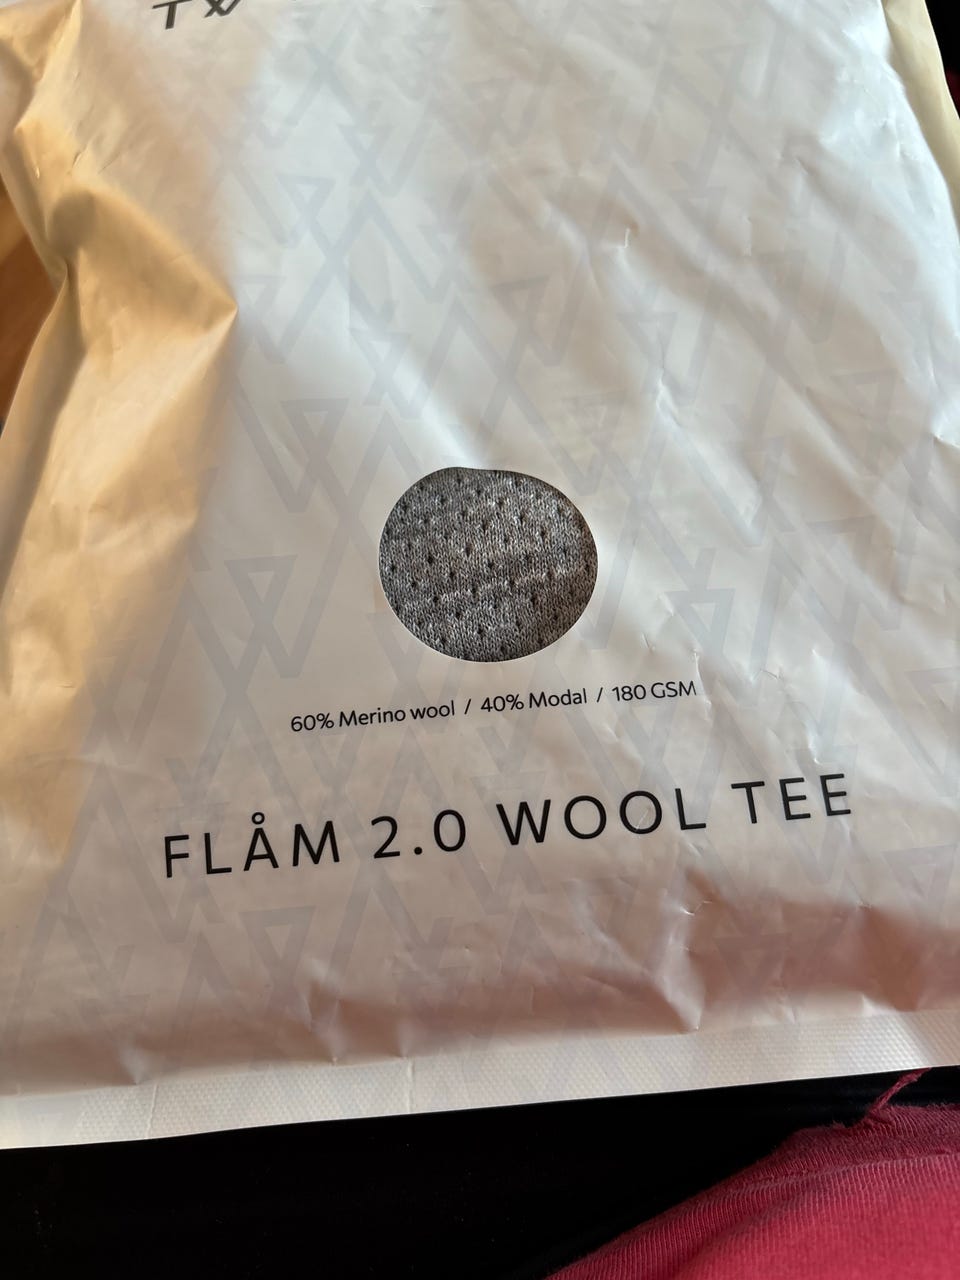 60% Merino wool / 40% Modal / 180 GSM
FLÅM 2.0 WOOL TEE